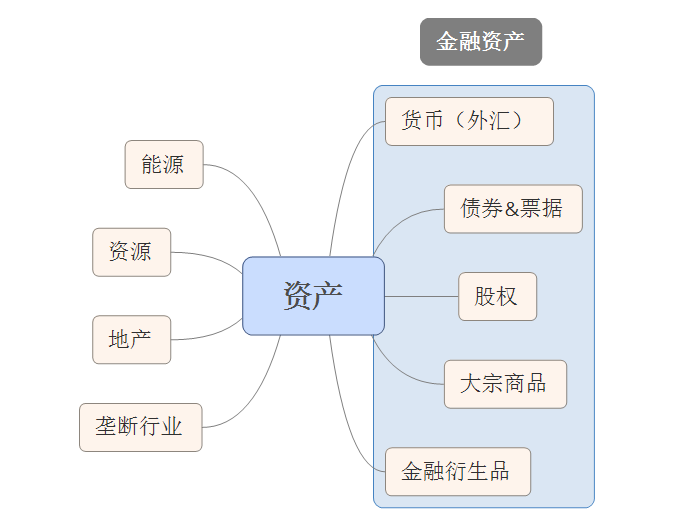 金融资产
货币（外汇）
能源
债券&票据
资源
资产
股权
地产
大宗商品
垄断行业
金融衍生品